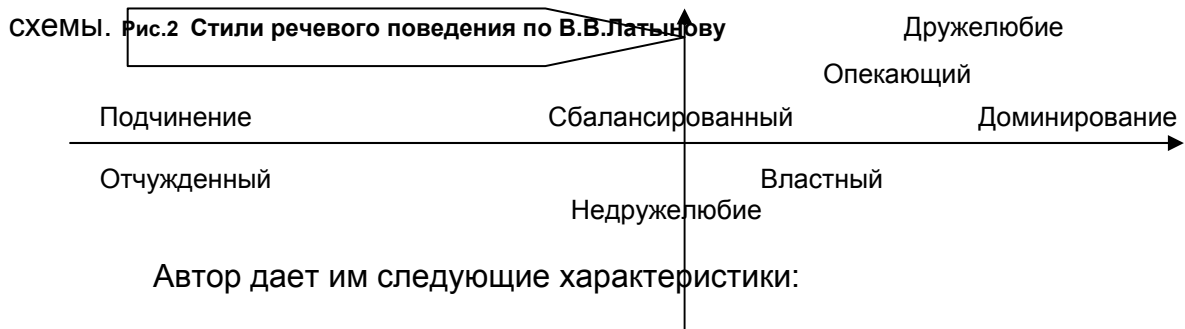 схемы. Рис.2 Стили речевого поведения по В.В.Латынову
Дружелюбие
Опекающий
Подчинение Сбалансированный Доминирование
Отчужденный Властный
Недружелюбие
Автор дает им следующие характеристики: